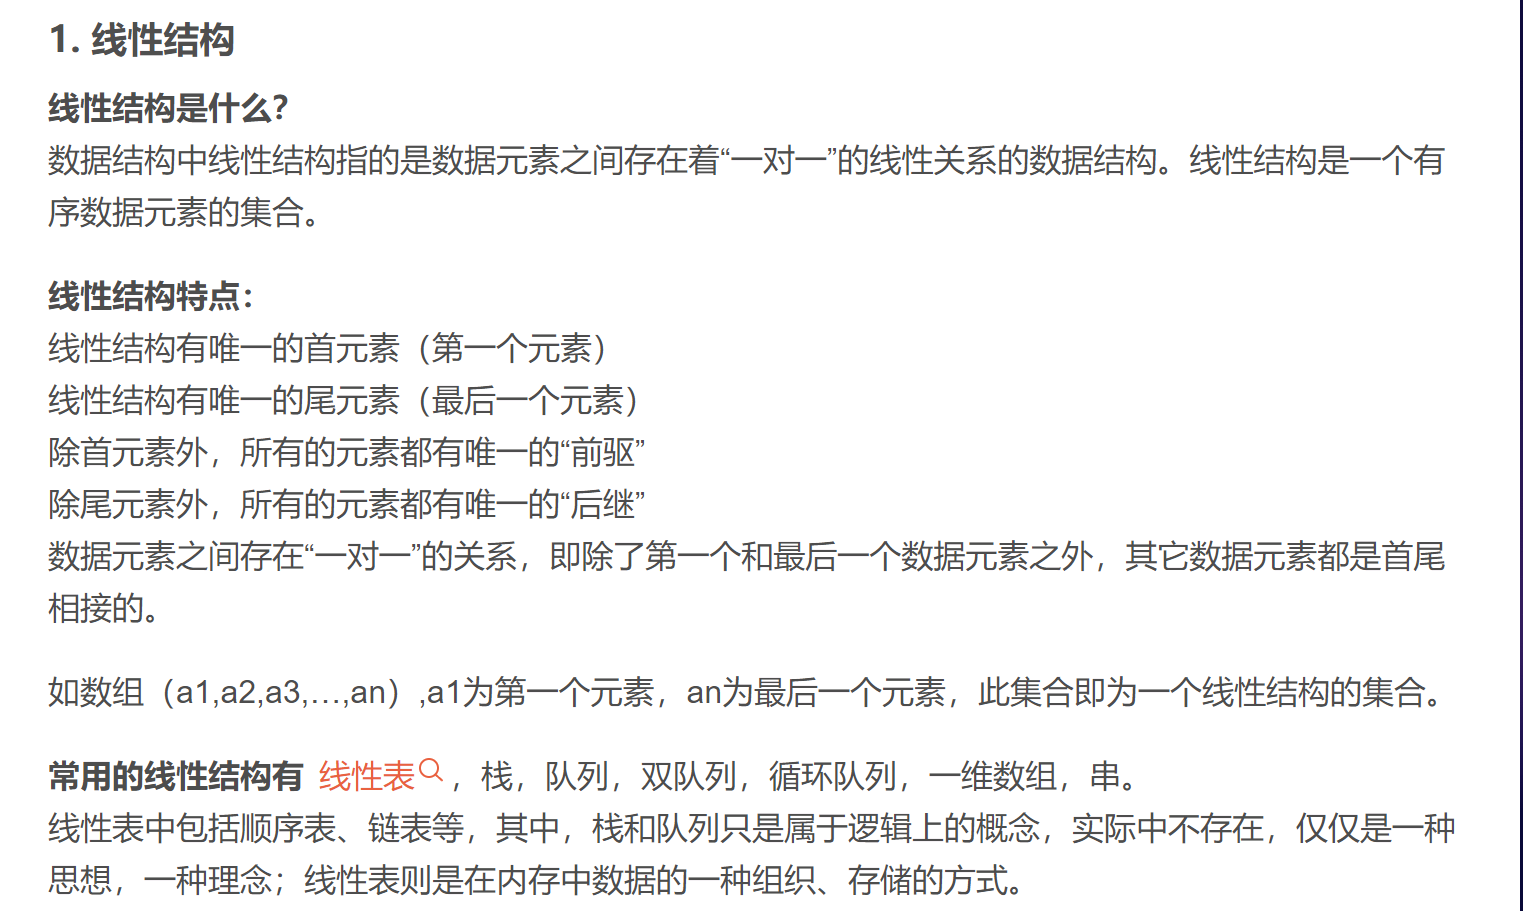 1. 线性结构
线性结构是什么？
数据结构中线性结构指的是数据元素之间存在着“一对一”的线性关系的数据结构。线性结构是一个有
序数据元素的集合。
线性结构特点：
线性结构有唯一的首元素（第一个元素）
线性结构有唯一的尾元素（最后一个元素）
除首元素外，所有的元素都有唯一的“前驱”
除尾元素外，所有的元素都有唯一的“后继”
数据元素之间存在“一对一”的关系，即除了第一个和最后一个数据元素之外，其它数据元素都是首尾
相接的。
如数组（a1,a2,a3,…,an）,a1为第一个元素，an为最后一个元素，此集合即为一个线性结构的集合。
常用的线性结构有 线性表，栈，队列，双队列，循环队列，一维数组，串。
线性表中包括顺序表、链表等，其中，栈和队列只是属于逻辑上的概念，实际中不存在，仅仅是一种
思想，一种理念；线性表则是在内存中数据的一种组织、存储的方式。